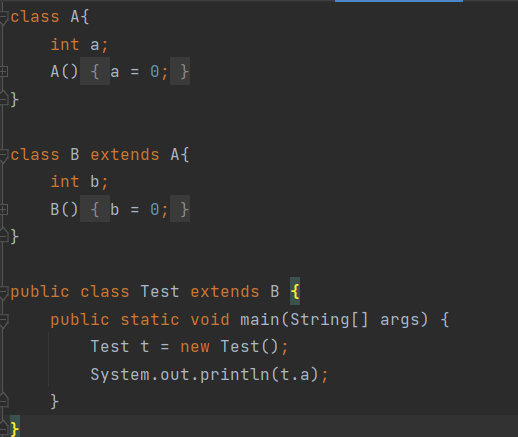 class A{
    int a;
    A() { a = 0; }
}

class B extends A{
    int b;
    B() { b = 0; }
}

public class Test extends B {
    public static void main(String[] args) {
        Test t = new Test();
        System.out.println(t.a);
    }
}